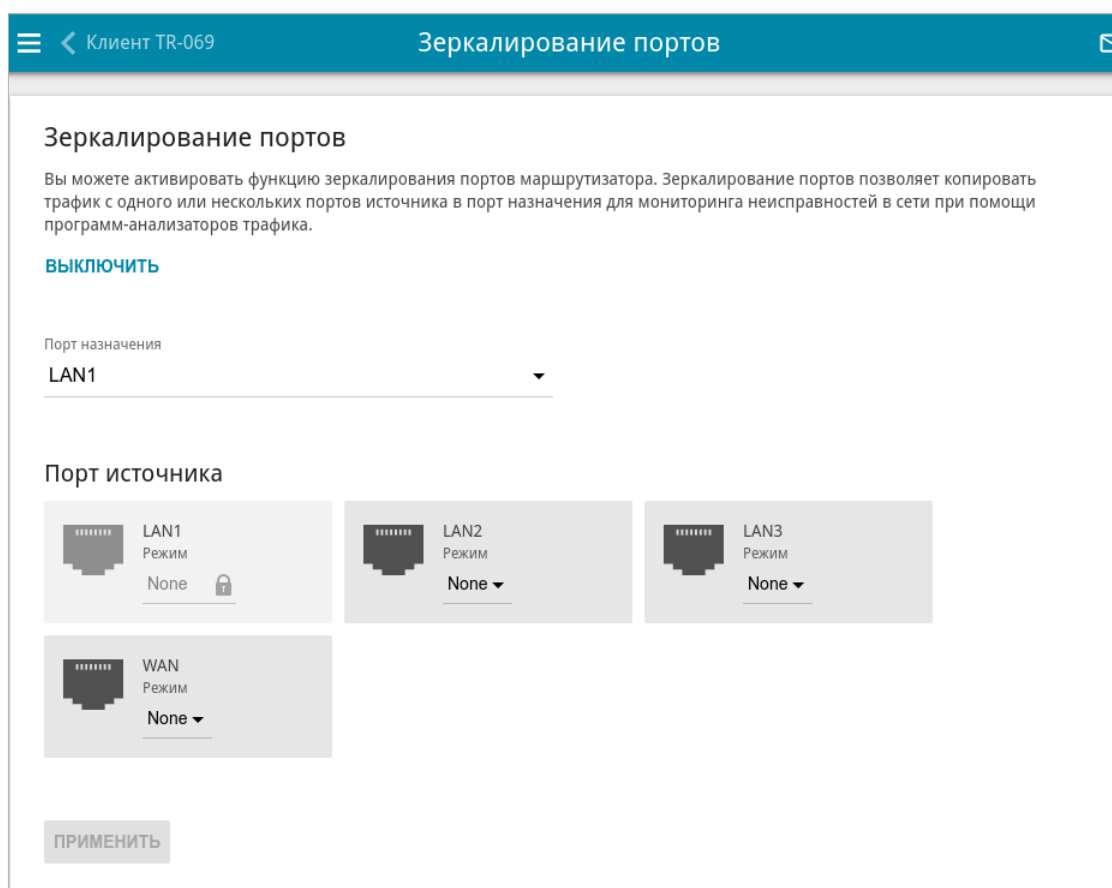 Клиент TR-069
Зеркалирование портов
Зеркалирование портов
Вы можете активировать функцию зеркалирования портов маршрутизатора. Зеркалирование портов позволяет копировать
трафик с одного или нескольких портов источника в порт назначения для мониторинга неисправностей в сети при помощи
программ-анализаторов трафика.
ВЫКЛЮЧИТЬ
Порт назначения
LAN1
Порт источника
LAN1
Режим
None
LAN2
Режим
None
LAN3
Режим
None
WAN
Режим
None
ПРИМЕНИТЬ